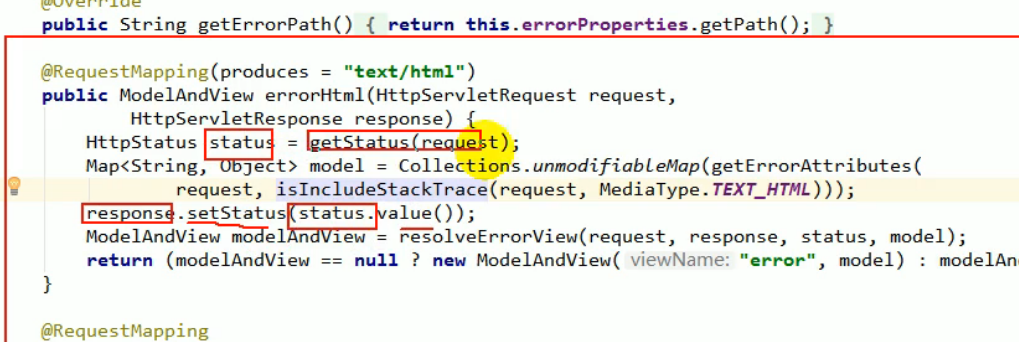 @Override
public String getErrorPath() { return this.errorProperties.getPath(); }
@RequestMapping(produces = "text/html")
public ModelAndView errorHtml(HttpServletRequest request,
HttpServletResponse response) {
HttpStatus status = getStatus(request);
Map<String, Object> model = Collections.unmodifiableMap(getErrorAttributes(
request, isIncludeStackTrace(request, MediaType.TEXT_HTML)));
response.setStatus(status.value());
ModelAndView modelAndView = resolveErrorView(request, response, status, model);
return (modelAndView == null ? new ModelAndView( viewName: "error", model) : modelAn
}
@RequestMapping